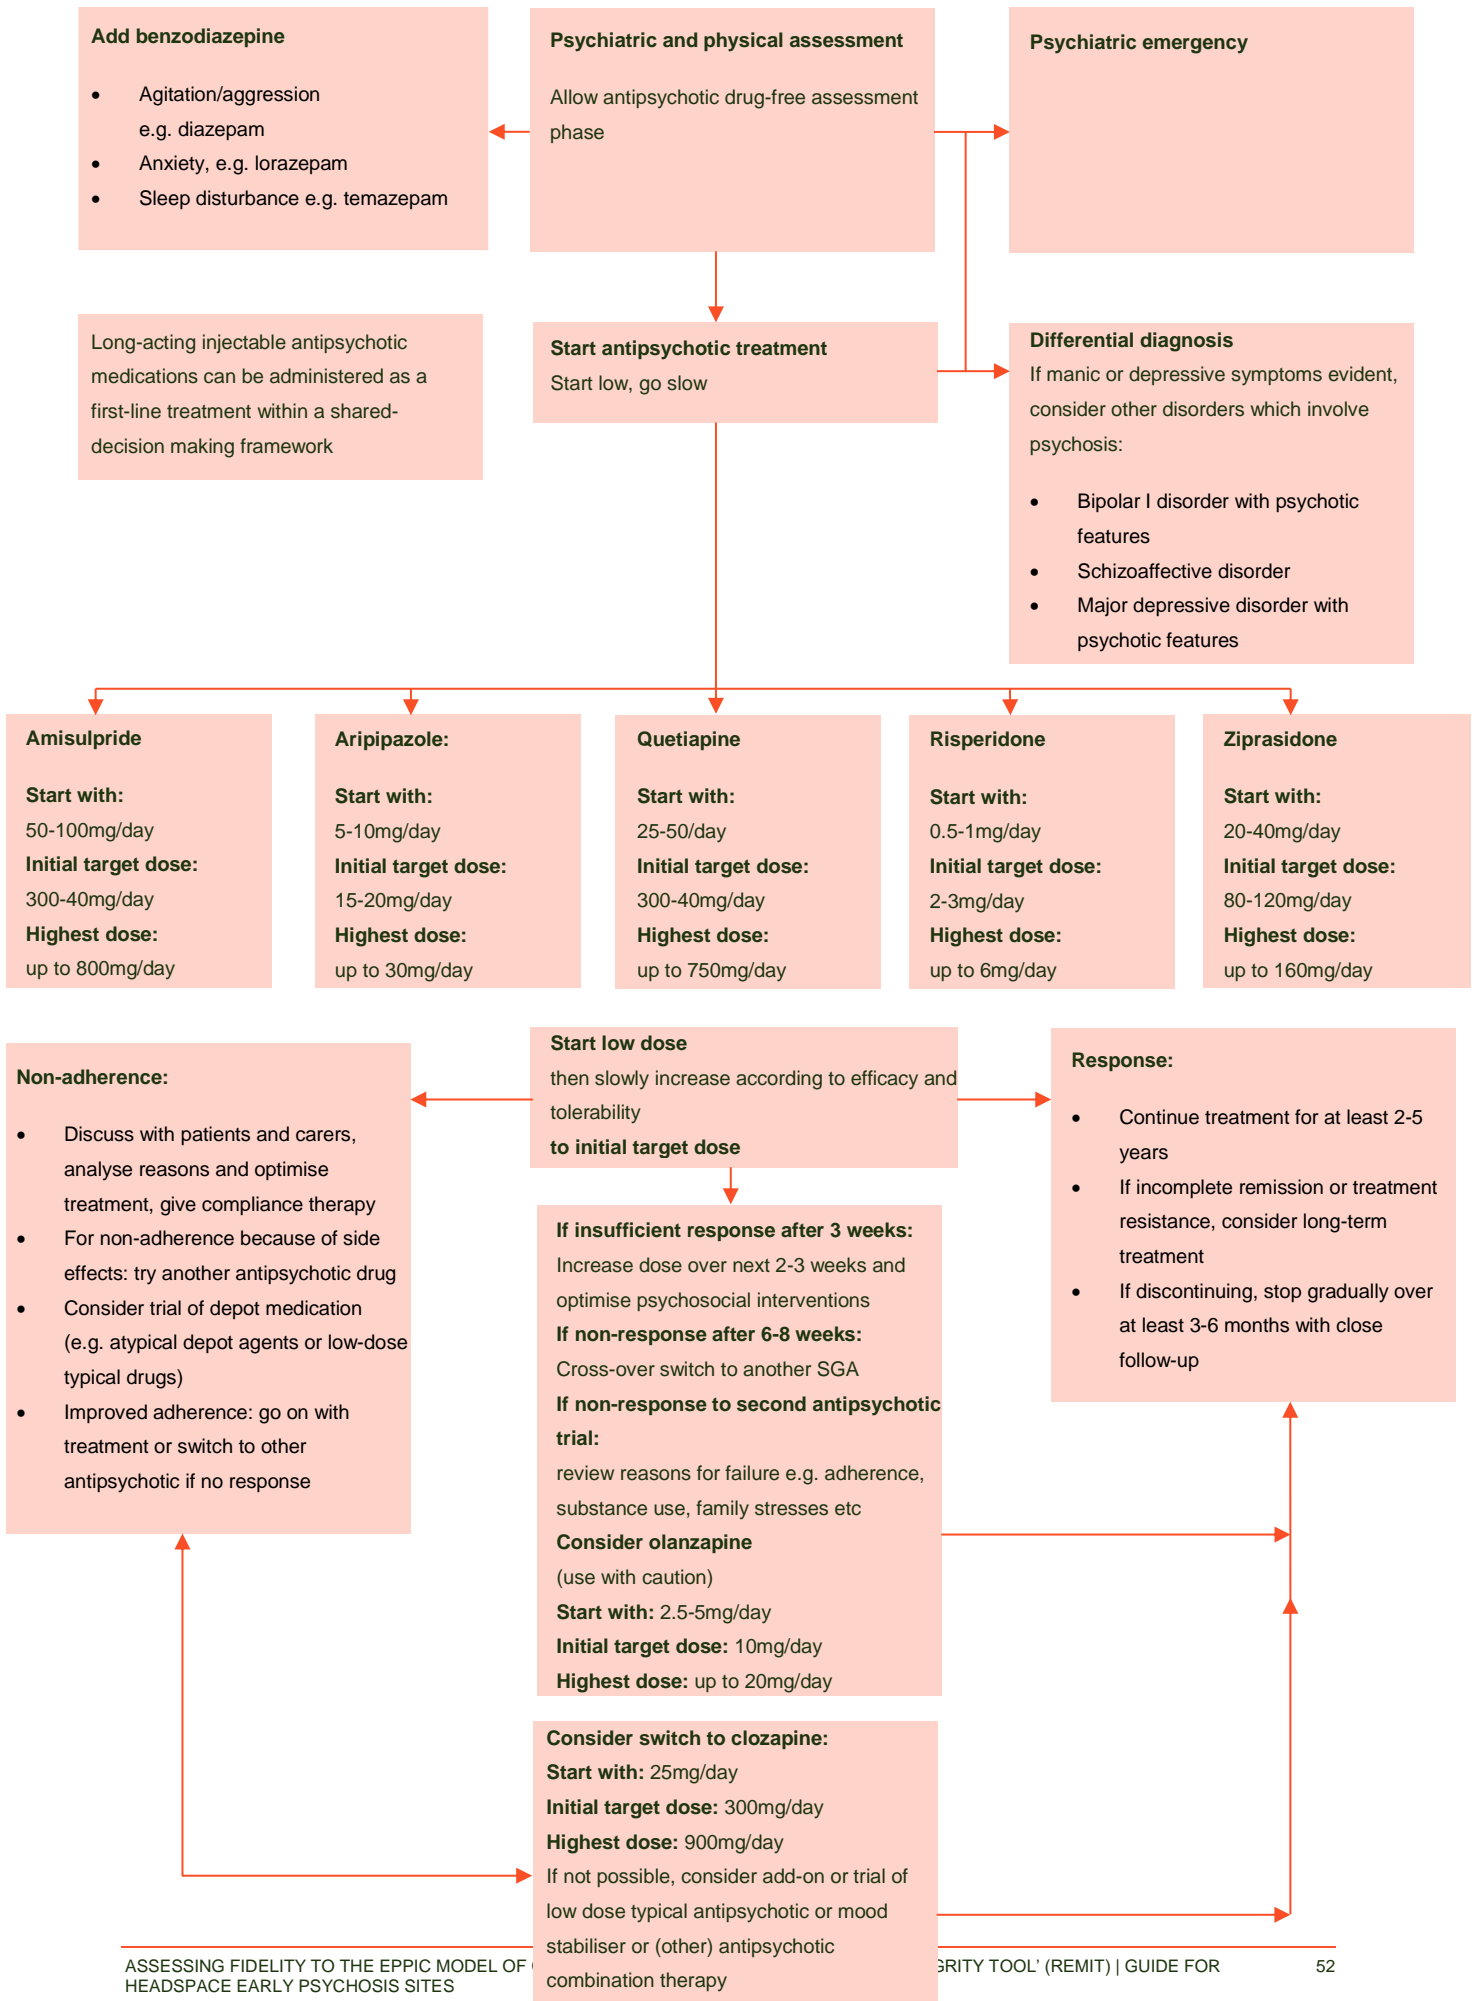 Add benzodiazepine
• Agitation/aggression
e.g. diazepam
• Anxiety, e.g. lorazepam
• Sleep disturbance e.g. temazepam
Psychiatric and physical assessment
Allow antipsychotic drug-free assessment
phase
Psychiatric emergency
Long-acting injectable antipsychotic
medications can be administered as a
first-line treatment within a shared-
decision making framework
Start antipsychotic treatment
Start low, go slow
Differential diagnosis
If manic or depressive symptoms evident,
consider other disorders which involve
psychosis:
• Bipolar I disorder with psychotic
features
• Schizoaffective disorder
• Major depressive disorder with
psychotic features
Amisulpride
Start with:
50-100mg/day
Initial target dose:
300-40mg/day
Highest dose:
up to 800mg/day
Aripipazole:
Start with:
5-10mg/day
Initial target dose:
15-20mg/day
Highest dose:
up to 30mg/day
Quetiapine
Start with:
25-50/day
Initial target dose:
300-40mg/day
Highest dose:
up to 750mg/day
Risperidone
Start with:
0.5-1mg/day
Initial target dose:
2-3mg/day
Highest dose:
up to 6mg/day
Ziprasidone
Start with:
20-40mg/day
Initial target dose:
80-120mg/day
Highest dose:
up to 160mg/day
Non-adherence:
• Discuss with patients and carers,
analyse reasons and optimise
treatment, give compliance therapy
• For non-adherence because of side
effects: try another antipsychotic drug
• Consider trial of depot medication
(e.g. atypical depot agents or low-dose
typical drugs)
• Improved adherence: go on with
treatment or switch to other
antipsychotic if no response
Start low dose
then slowly increase according to efficacy and
tolerability
to initial target dose
Response:
• Continue treatment for at least 2-5
years
• If incomplete remission or treatment
resistance, consider long-term
treatment
• If discontinuing, stop gradually over
at least 3-6 months with close
follow-up
If insufficient response after 3 weeks:
Increase dose over next 2-3 weeks and
optimise psychosocial interventions
If non-response after 6-8 weeks:
Cross-over switch to another SGA
If non-response to second antipsychotic
trial:
review reasons for failure e.g. adherence,
substance use, family stresses etc
Consider olanzapine
(use with caution)
Start with: 2.5-5mg/day
Initial target dose: 10mg/day
Highest dose: up to 20mg/day
Consider switch to clozapine:
Start with: 25mg/day
Initial target dose: 300mg/day
Highest dose: 900mg/day
If not possible, consider add-on or trial of
low dose typical antipsychotic or mood
stabiliser or (other) antipsychotic
combination therapy
ASSESSING FIDELITY TO THE EPPIC MODEL OF GRITY TOOL' (REMIT) | GUIDE FOR 52
HEADSPACE EARLY PSYCHOSIS SITES